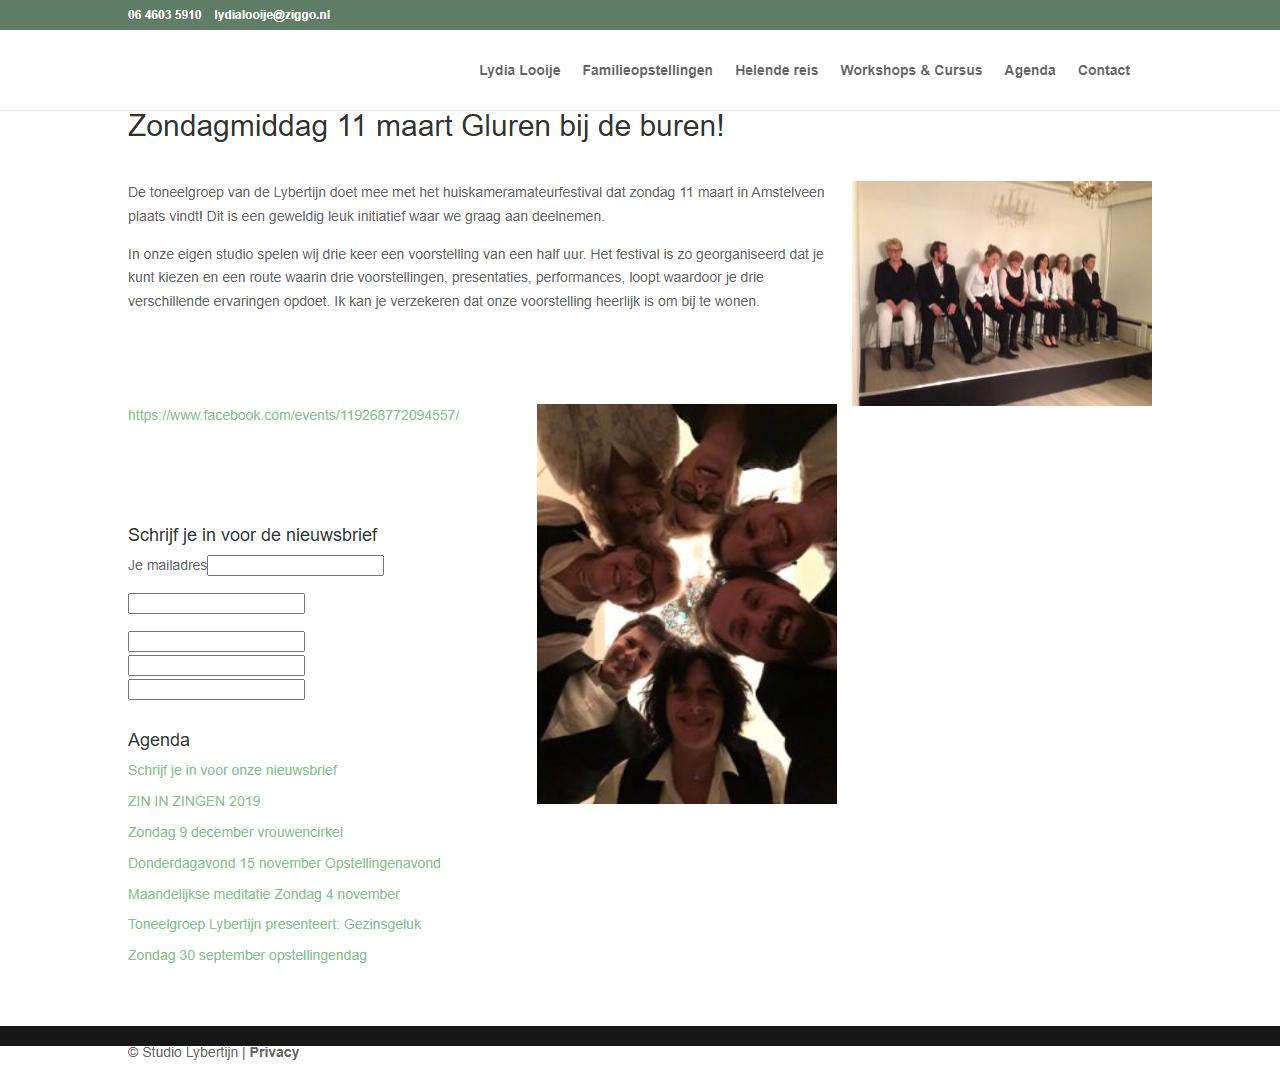 06 4603 5910 lydialooije@ziggo.nl
Lydia Looije Familieopstellingen Helende reis Workshops & Cursus Agenda Contact
Zondagmiddag 11 maart Gluren bij de buren!
De toneelgroep van de Lybertijn doet mee met het huiskameramateurfestival dat zondag 11 maart in Amstelveen
plaats vindt! Dit is een geweldig leuk initiatief waar we graag aan deelnemen.
In onze eigen studio spelen wij drie keer een voorstelling van een half uur. Het festival is zo georganiseerd dat je
kunt kiezen en een route waarin drie voorstellingen, presentaties, performances, loopt waardoor je drie
verschillende ervaringen opdoet. Ik kan je verzekeren dat onze voorstelling heerlijk is om bij te wonen.
https://www.facebook.com/events/119268772094557/
Schrijf je in voor de nieuwsbrief
Je mailadres
Agenda
Schrijf je in voor onze nieuwsbrief
ZIN IN ZINGEN 2019
Zondag 9 december vrouwencirkel
Donderdagavond 15 november Opstellingenavond
Maandelijkse meditatie Zondag 4 november
Toneelgroep Lybertijn presenteert: Gezinsgeluk
Zondag 30 september opstellingendag
© Studio Lybertijn | Privacy